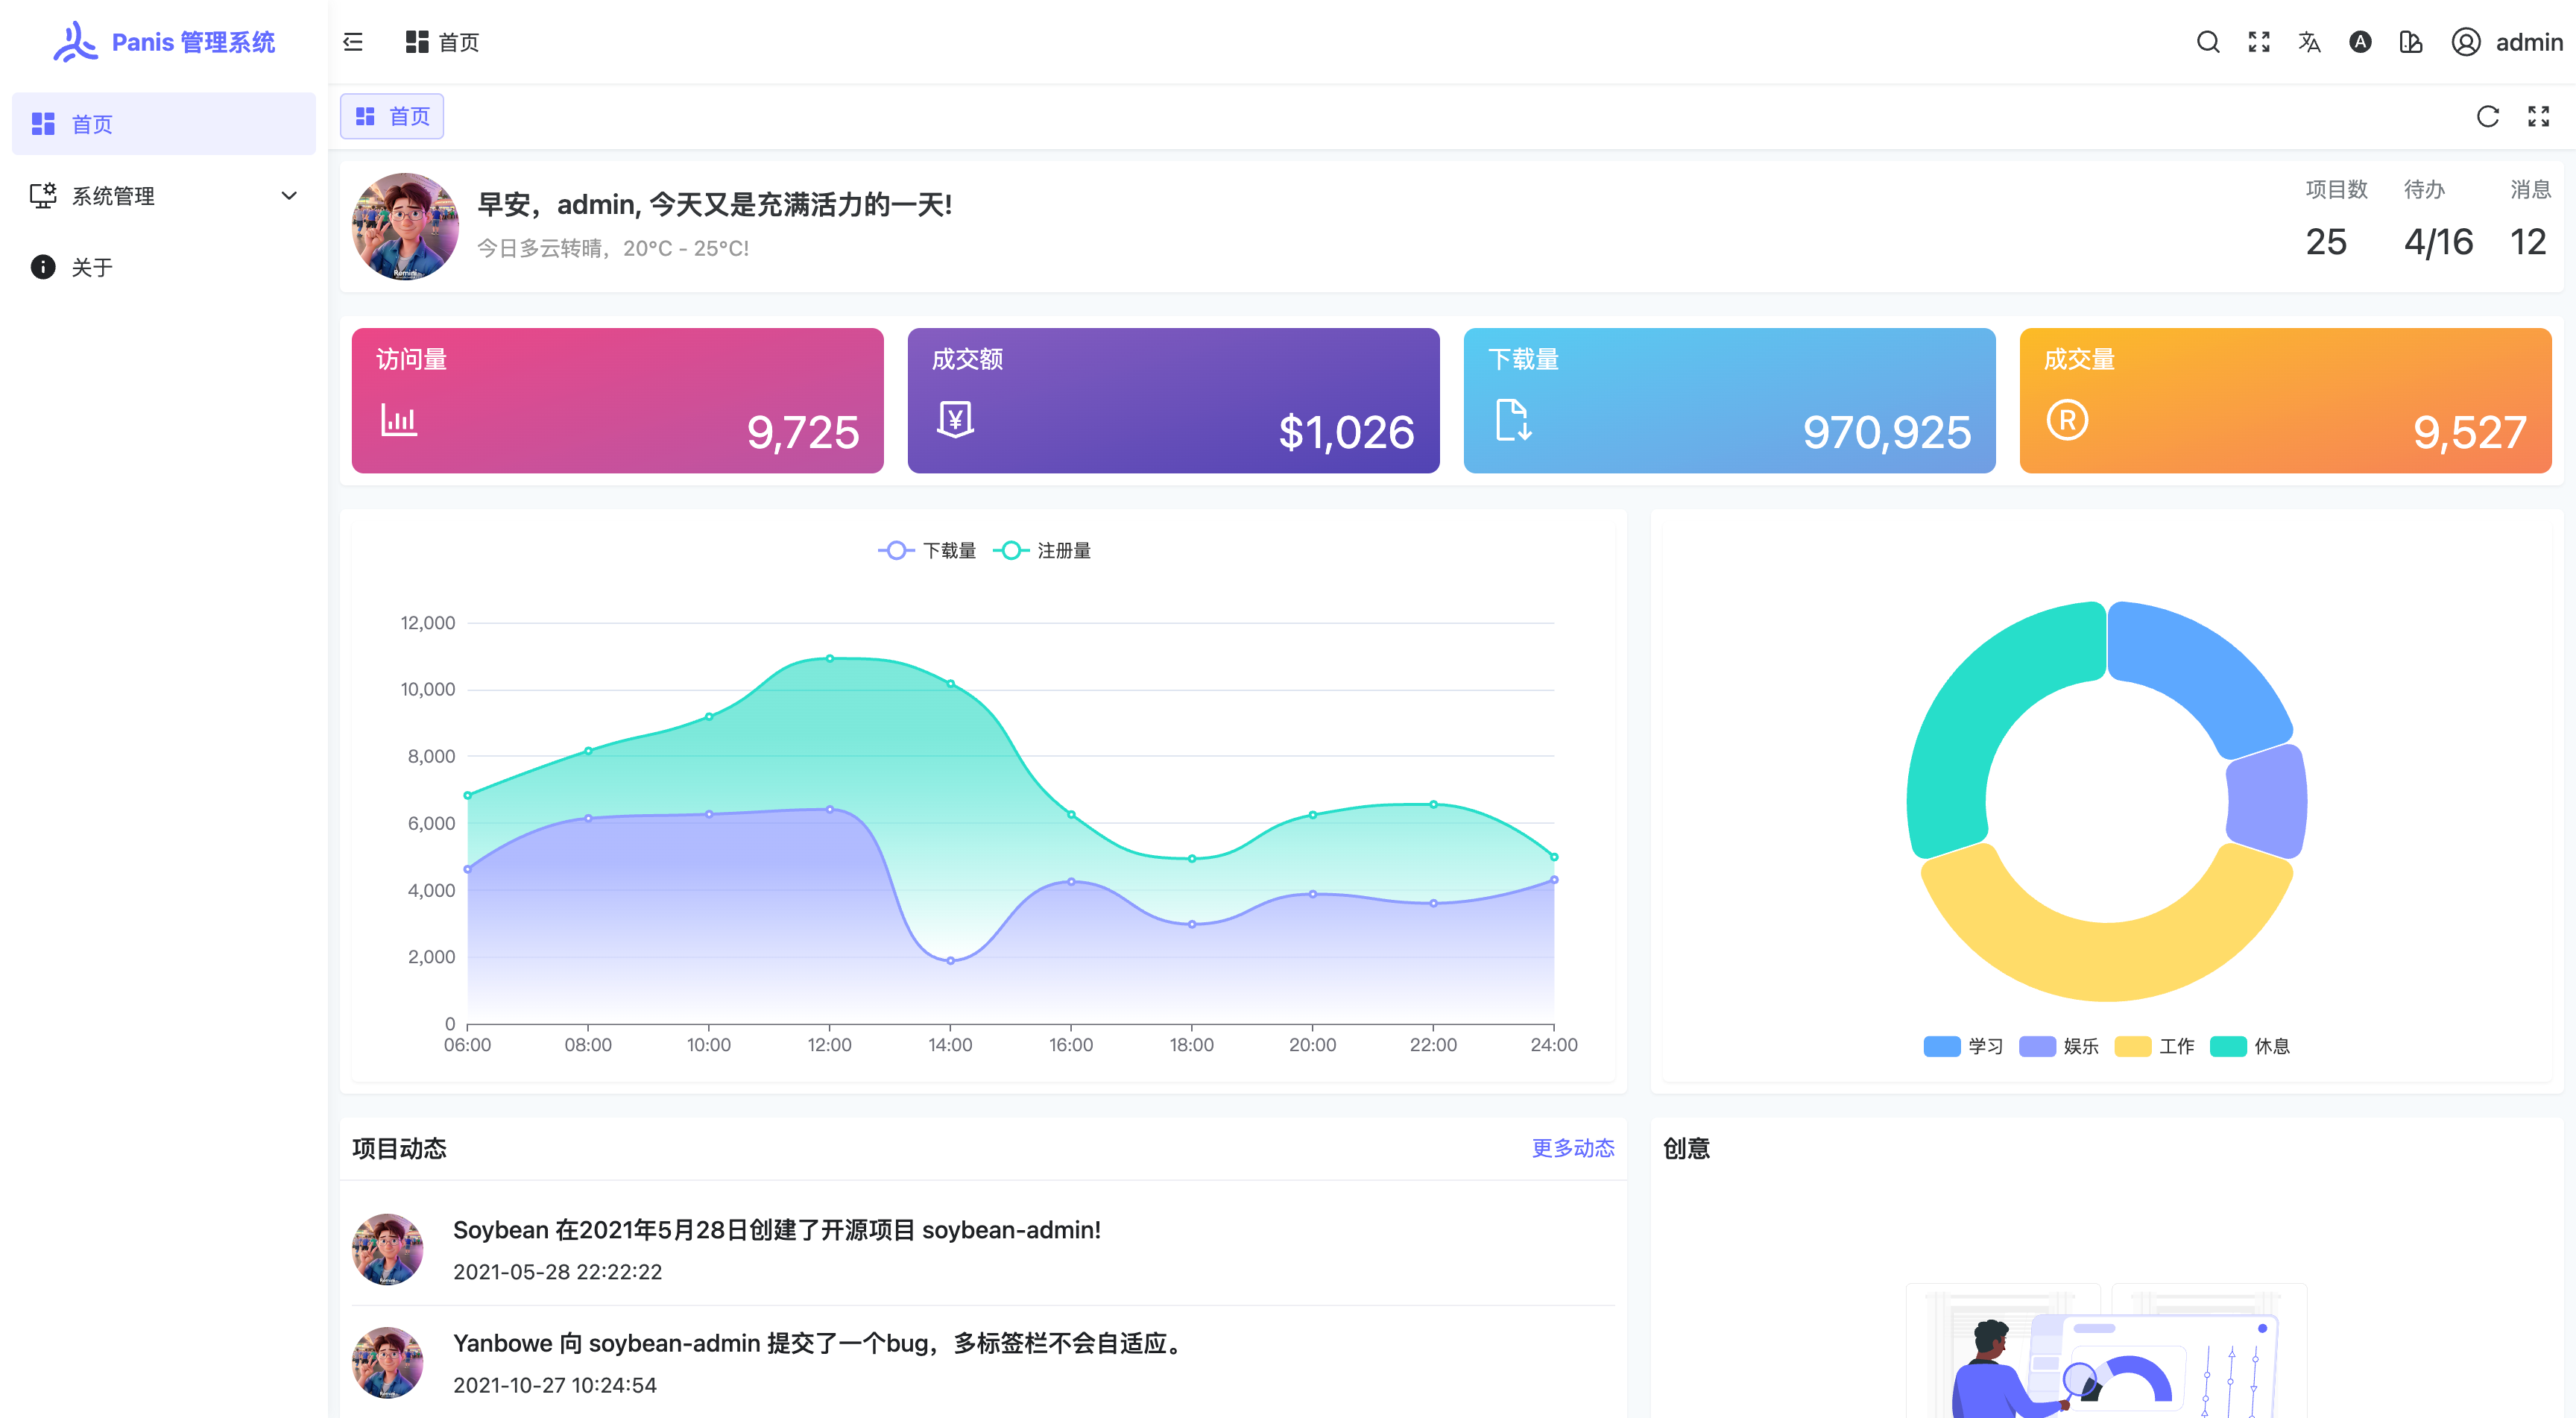 Panis 管理系统
首页
admin
首页
系统管理
关于
首页
早安，admin, 今天又是充满活力的一天!
今日多云转晴，20°C - 25°C!
项目数
25
待办
4/16
消息
12
访问量
9,725
成交额
$1,026
下载量
970,925
成交量
9,527
下载量
注册量
12,000
10,000
8,000
6,000
4,000
2,000
0
06:00
08:00
10:00
12:00
14:00
16:00
18:00
20:00
22:00
24:00
学习
娱乐
工作
休息
项目动态
更多动态
Soybean 在2021年5月28日创建了开源项目 soybean-admin!
2021-05-28 22:22:22
Yanbowe 向 soybean-admin 提交了一个bug，多标签栏不会自适应。
2021-10-27 10:24:54
创意